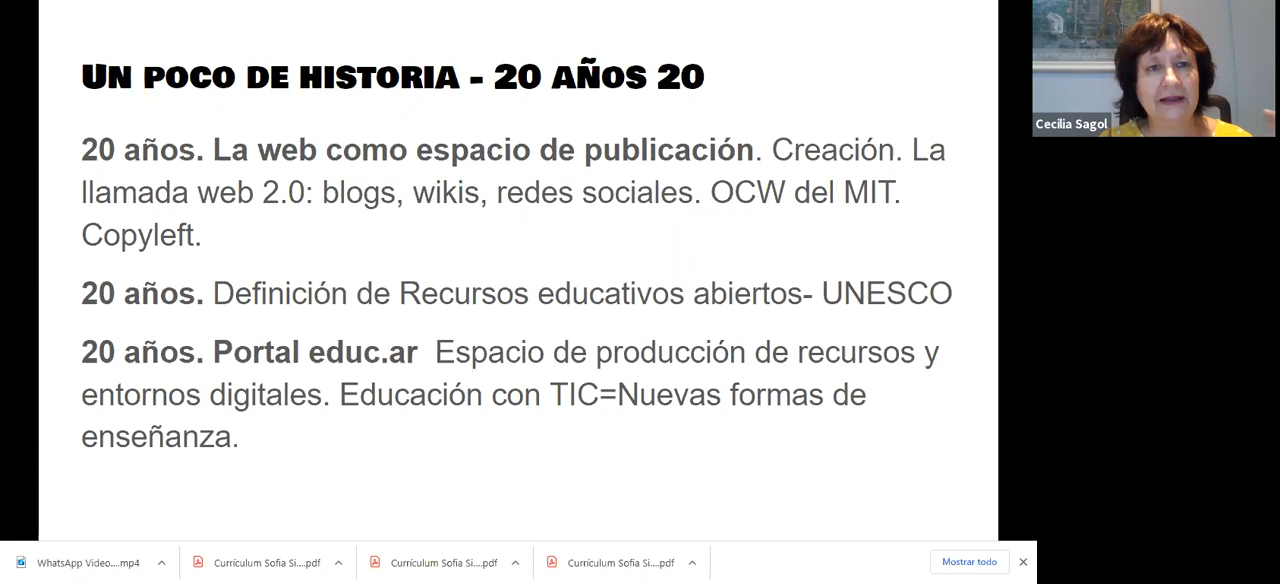 Un poco de historia - 20 años 20
20 años. La web como espacio de publicación. Creación. La
llamada web 2.0: blogs, wikis, redes sociales. OCW del MIT.
Copyleft.
20 años. Definición de Recursos educativos abiertos- UNESCO
20 años. Portal educ.ar Espacio de producción de recursos y
entornos digitales. Educación con TIC=Nuevas formas de
enseñanza.
Cecilia Sagol
WhatsApp Video....mp4
Currículum Sofia Si....pdf
Currículum Sofia Si....pdf
Currículum Sofia Si....pdf
Mostrar todo